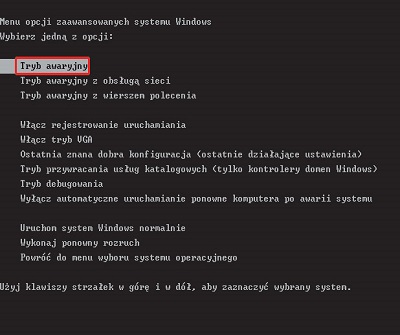 Menu opcji zaawansowanych systemu Windows
Wybierz jedną z opcji:
Tryb awaryjny
Tryb awaryjny z obsługą sieci
Tryb awaryjny z wierszem polecenia
Włącz rejestrowanie uruchamiania
Włącz tryb VGA
Ostatnia znana dobra konfiguracja (ostatnie działające ustawienia)
Tryb przywracania usług katalogowych (tylko kontrolery domen Windows)
Tryb debugowania
Wyłącz automatyczne uruchamianie ponowne komputera po awarii systemu
Uruchom system Windows normalnie
Wykonaj ponowny rozruch
Powróć do menu wyboru systemu operacyjnego
Użyj klawiszy strzałek w górę i w dół, aby zaznaczyć wybrany system.